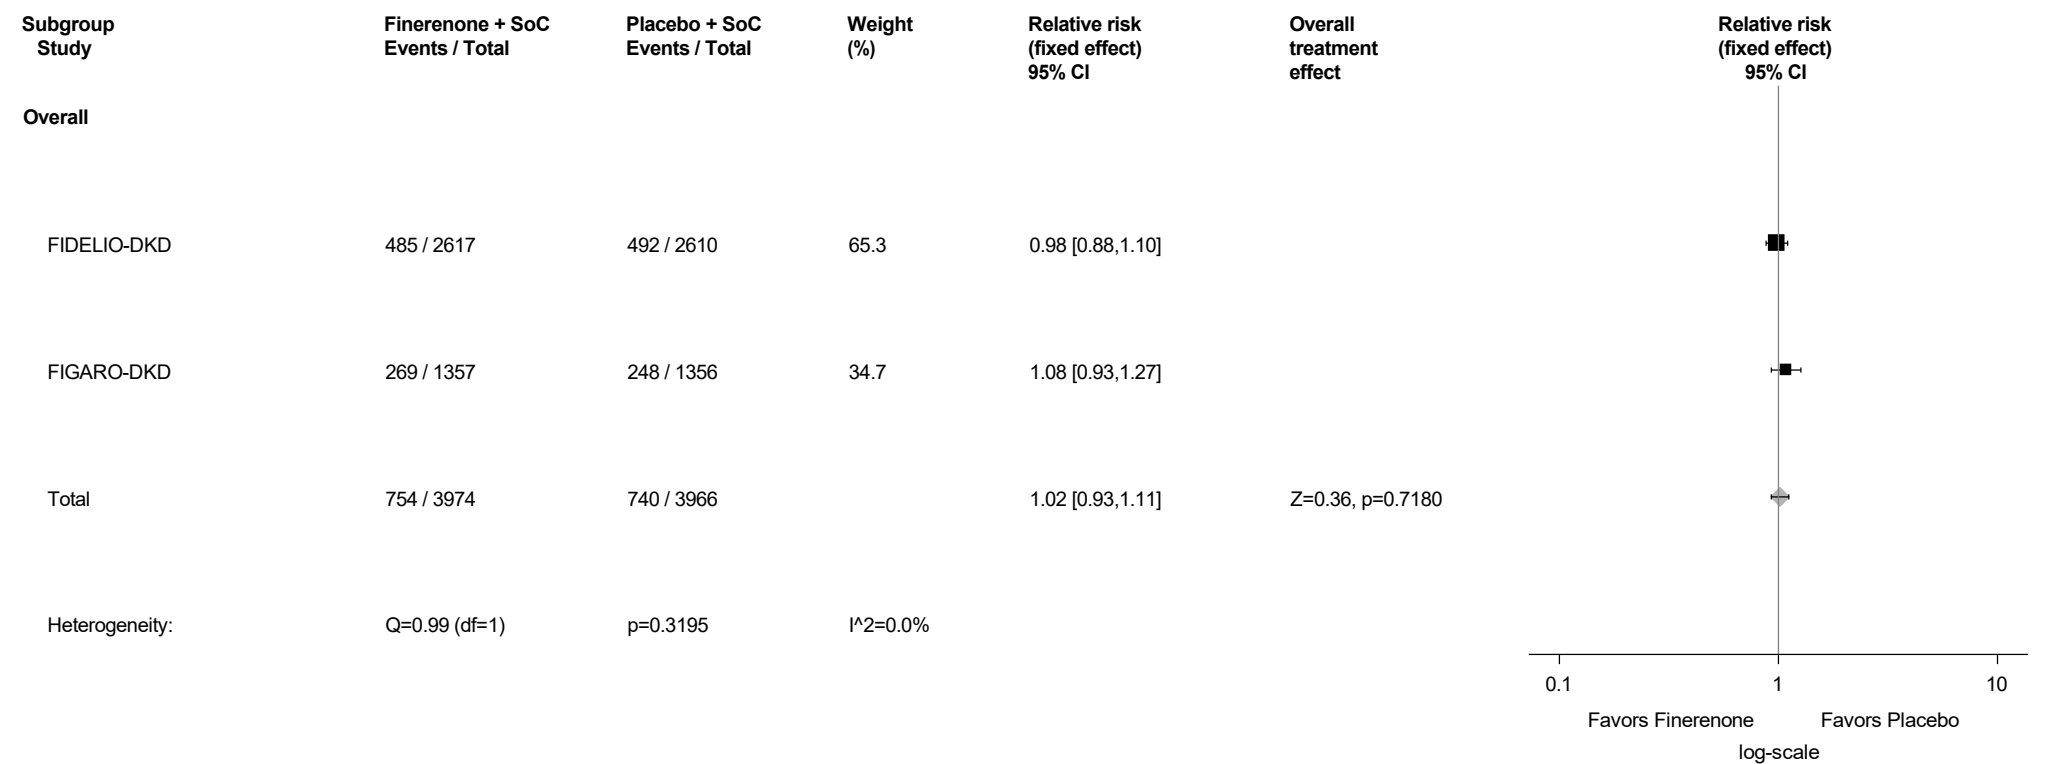 Subgroup Finerenone + SoC Placebo + SoC Weight Relative risk Overall Relative risk
Study Events / Total Events / Total (%) (fixed effect) treatment (fixed effect)
95% CI effect 95% CI
Overall
FIDELIO-DKD 485 / 2617 492 / 2610 65.3 0.98 [0.88,1.10]
FIGARO-DKD 269 / 1357 248 / 1356 34.7 1.08 [0.93,1.27]
Total 754 / 3974 740 / 3966 1.02 [0.93,1.11] Z=0.36, p=0.7180
Heterogeneity: Q=0.99 (df=1) p=0.3195 I^2=0.0%
0.1 1 10
Favors Finerenone Favors Placebo
log-scale